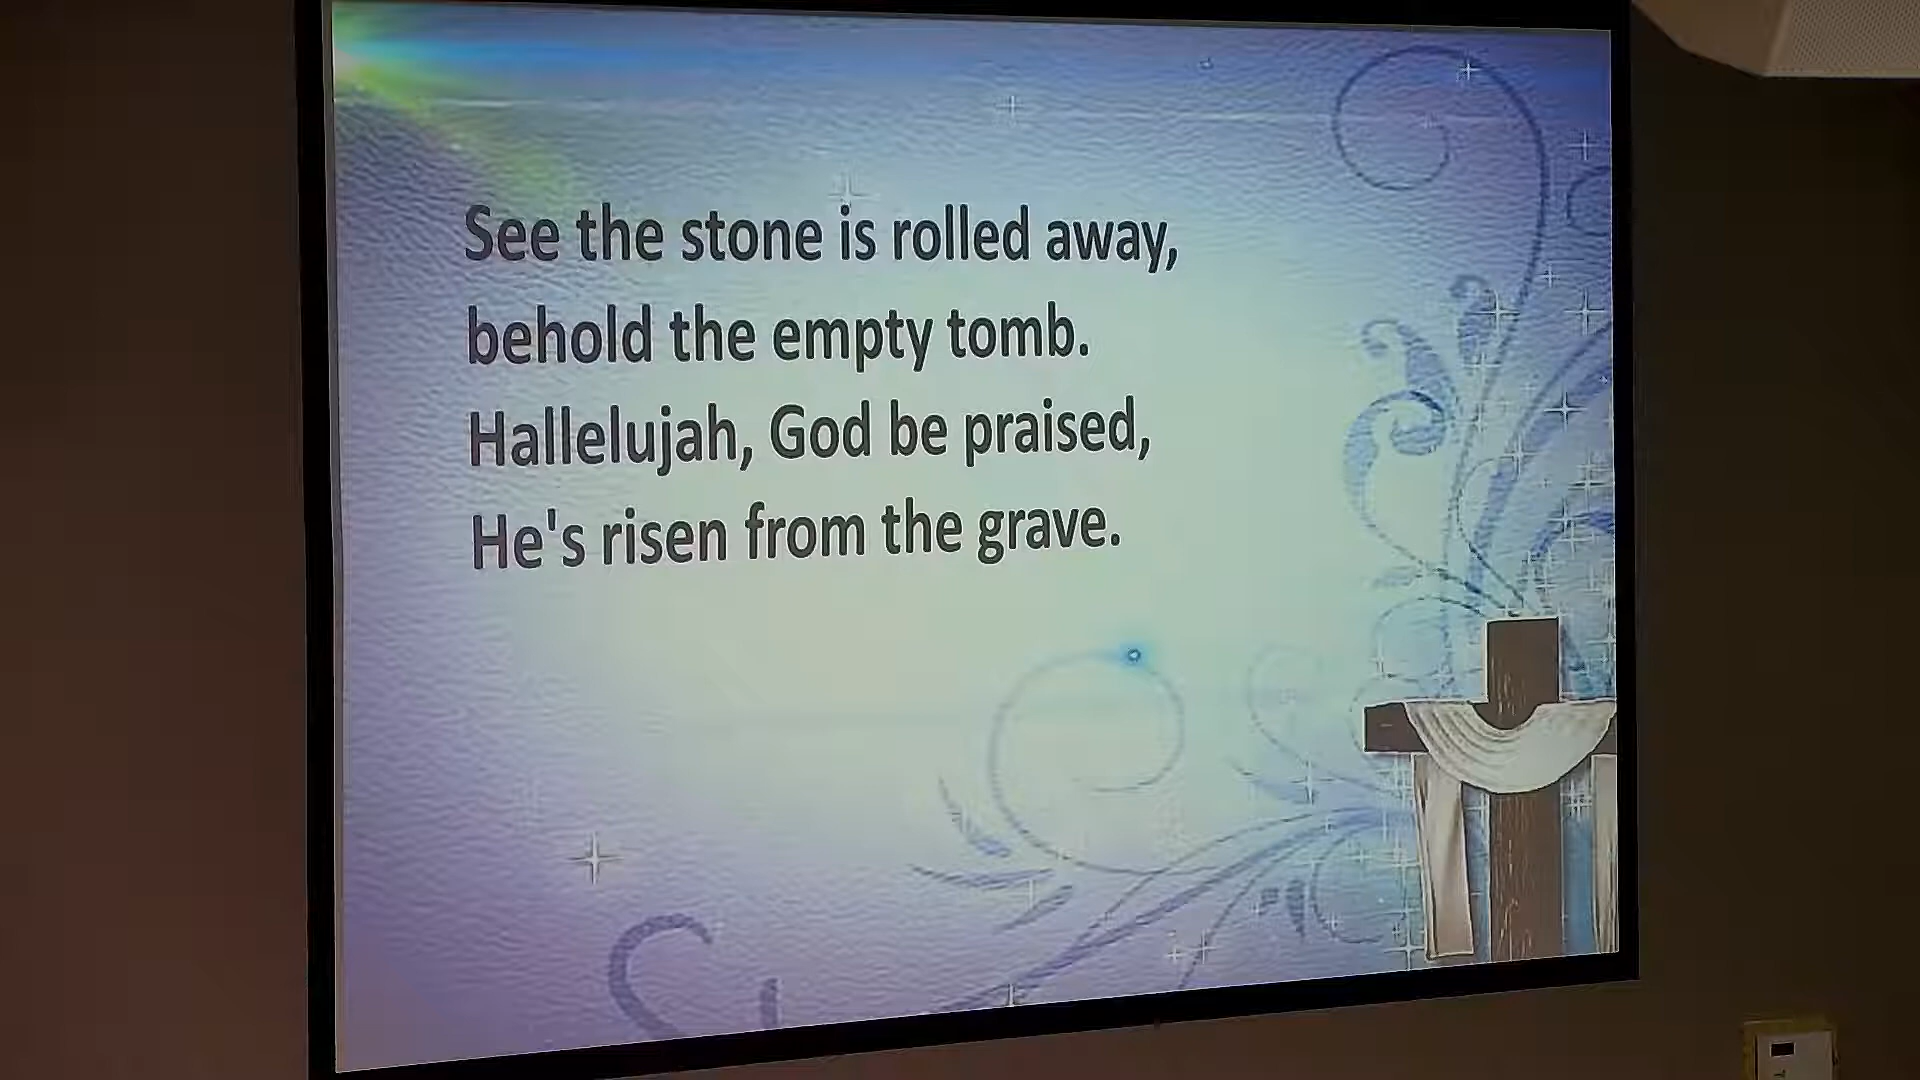 See the stone is rolled away,
behold the empty tomb.
Hallelujah, God be praised,
He's risen from the grave.